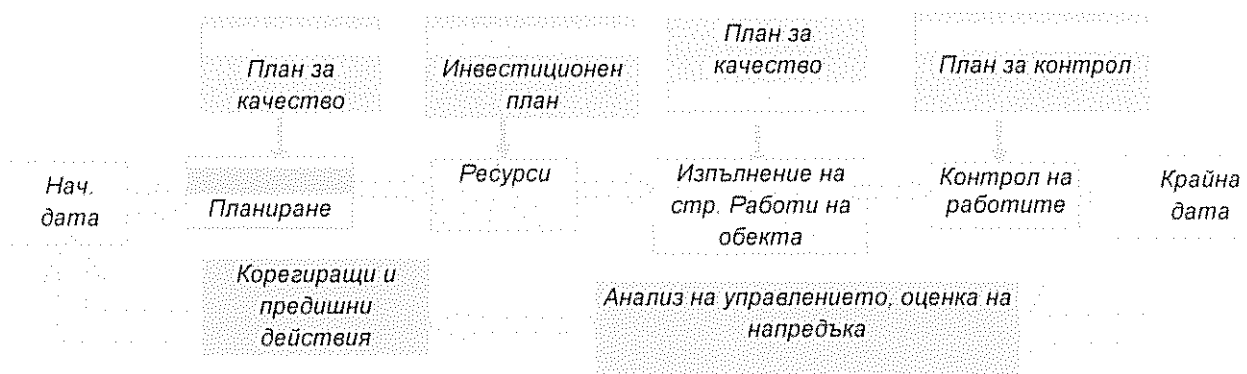 План за
качество
Инвестиционен
план
План за
качество
План за контрол
Нач.
дата
Планиране
Ресурси
Изпълнение на
стр. Работи на
обекта
Контрол на
работите
Крайна
дата
Корегиращи и
предишни
действия
Анализ на управлението, оценка на
напредъка